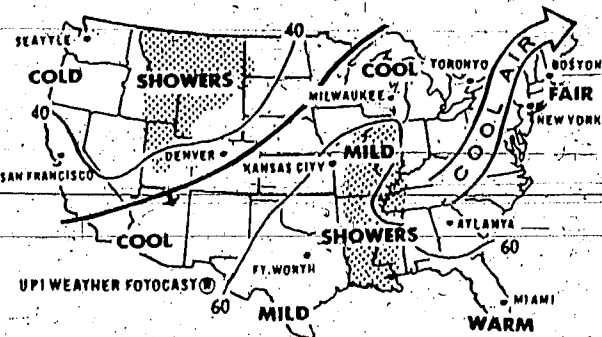 40
SEATTLE
COLD
SHOWERS
COOL
TORONTO
COOL AIR
BOSTON
FAIR
MILWAUKEE
NEW YORK
40
DENVER
MILD
KANSAS CITY
SAN FRANCISCO
COOL
SHOWERS
ATLANTA
60
FT. WORTH
UPI WEATHER FOTOCAST
60
MILD
MIAMI
WARM